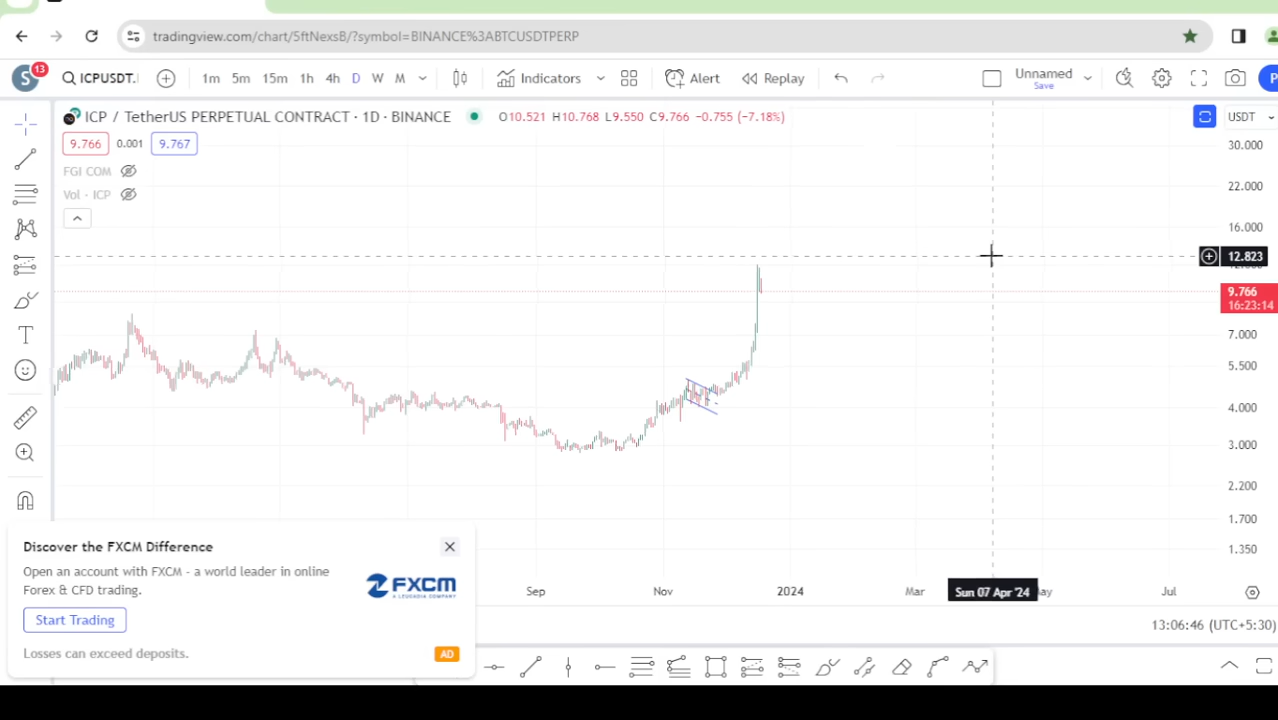 tradingview.com/chart/5ftNexsB/?symbol=BINANCE%3ABTCUSDTPERP
S 13 ICPUSDT. 1m 5m 15m 1h 4h D W M Indicators Alert Replay Unnamed
Save
ICP / TetherUS PERPETUAL CONTRACT · 1D · BINANCE O10.521 H10.768 L9.550 C9.766 -0.755 (-7.18%) USDT
9.766 0.001 9.767
FGI COM
Vol · ICP
30.000
22.000
16.000
12.823
9.766
16:23:14
7.000
5.500
4.000
3.000
2.200
1.700
1.350
Sep Nov 2024 Mar Sun 07 Apr '24 Jul
13:06:46 (UTC+5:30)
Discover the FXCM Difference
Open an account with FXCM - a world leader in online
Forex & CFD trading.
FXCM
A LEUCADIA COMPANY
Start Trading
Losses can exceed deposits.
AD
T